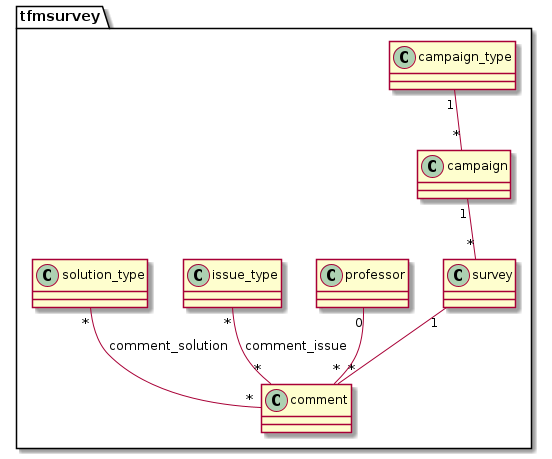 tfmsurvey
C campaign_type
1
*
C campaign
1
*
C solution_type
C issue_type
C professor
C survey
*
*
0
1
comment_solution
comment_issue
*
*
*
*
C comment